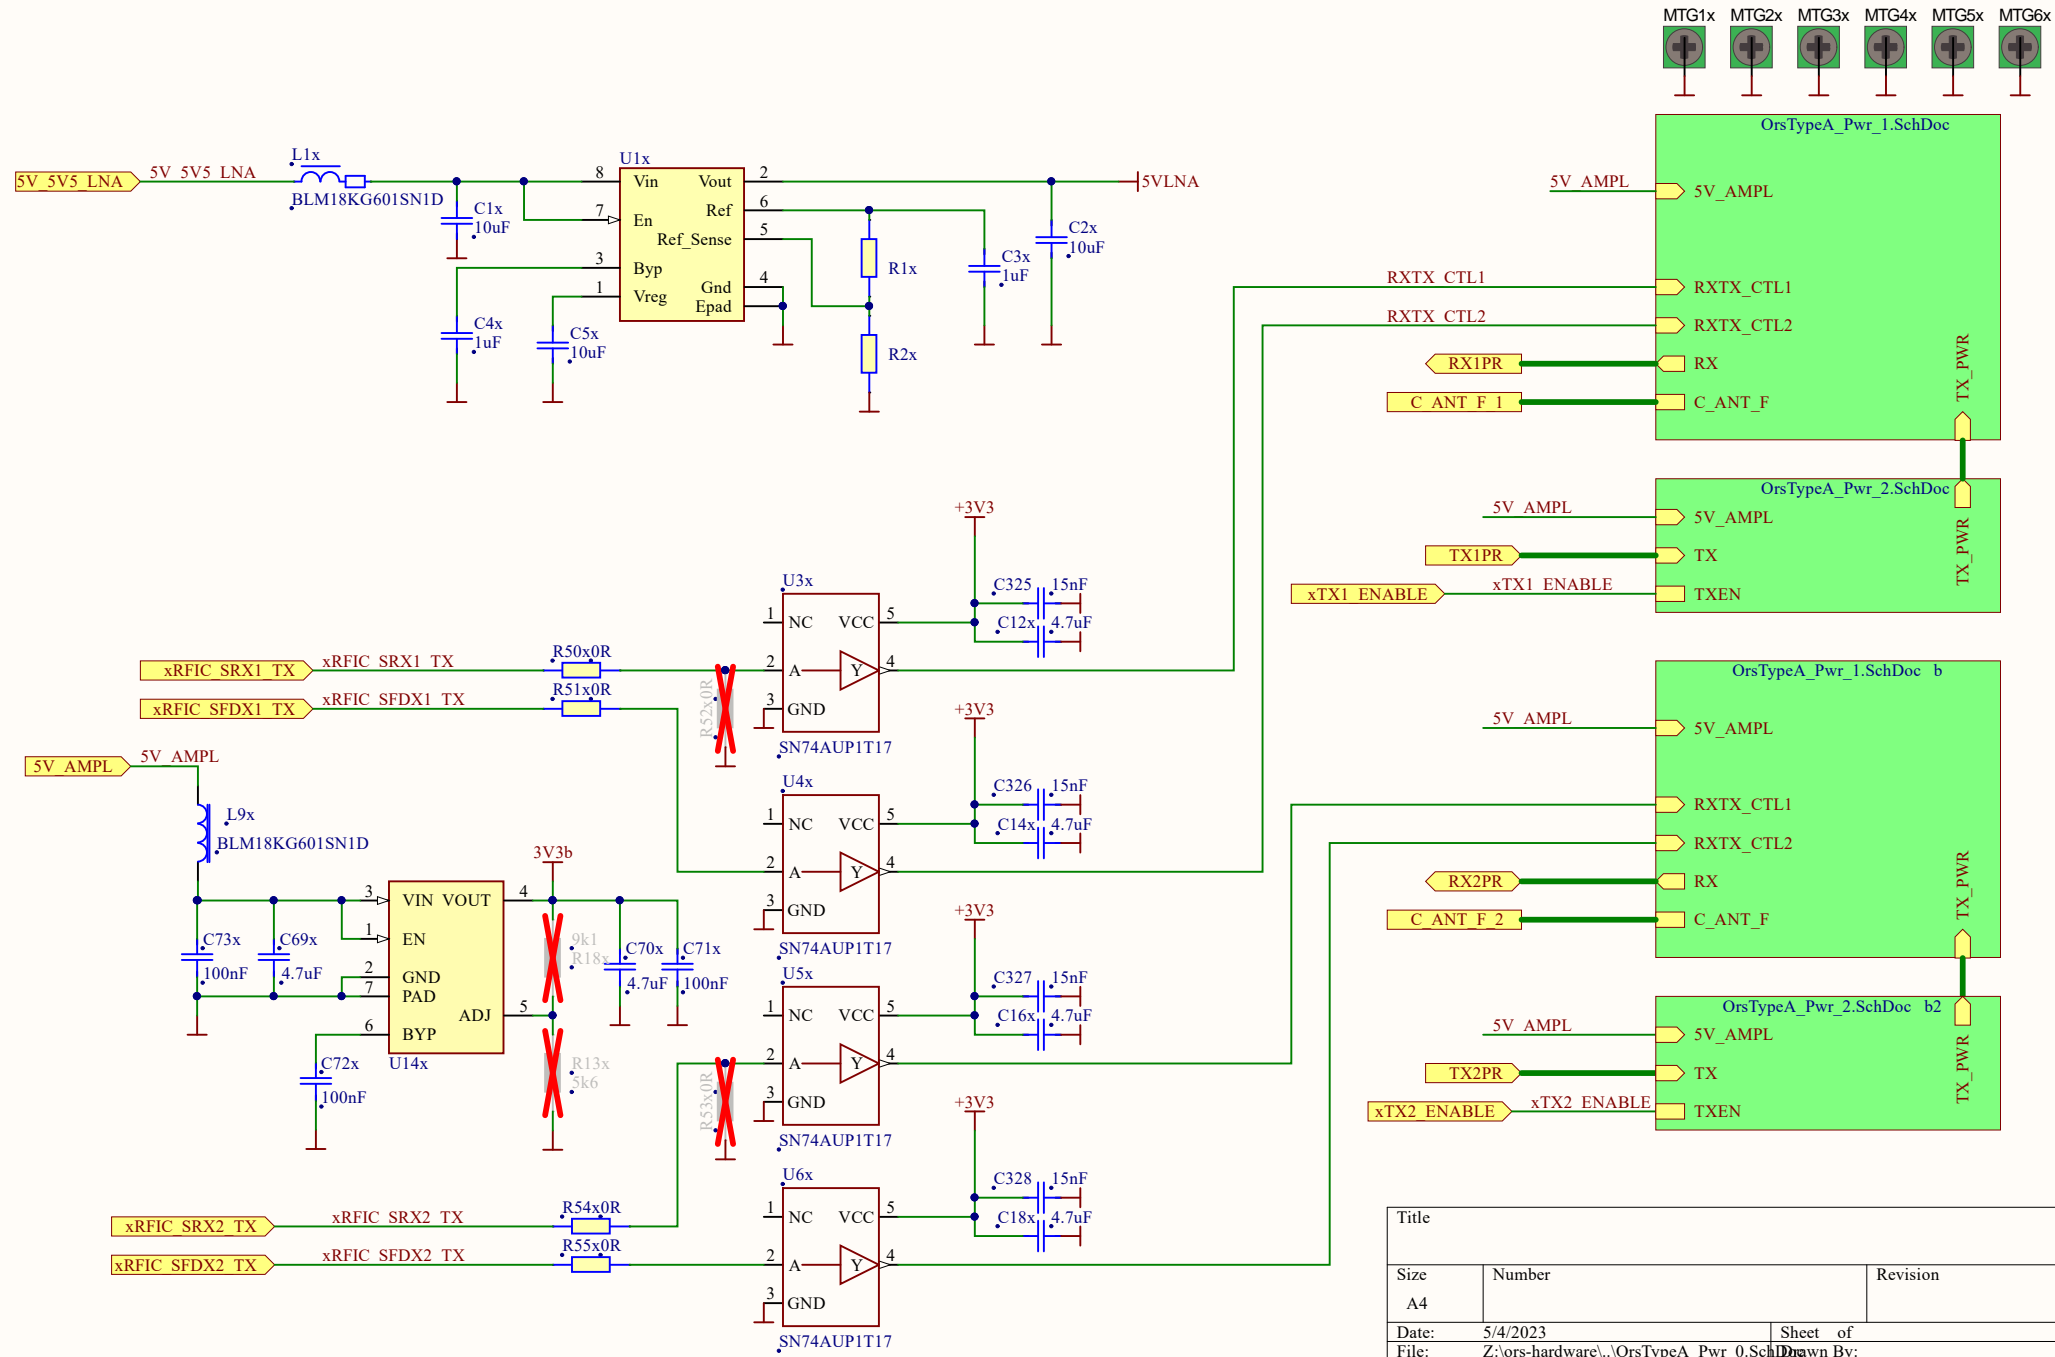 MTG1x MTG2x MTG3x MTG4x MTG5x MTG6x
5V_5V5_LNA
5V_5V5_LNA
L1x
BLM18KG601SN1D
C1x
10uF
U1x
8 Vin Vout 2
7 En Ref 6
Ref_Sense 5
3 Byp
1 Vreg
Gnd 4
Epad
5VLNA
R1x
R2x
C3x
1uF
C2x
10uF
C4x
1uF
C5x
10uF
OrsTypeA_Pwr_1.SchDoc
5V_AMPL
5V_AMPL
RXTX_CTL1
RXTX_CTL1
RXTX_CTL2
RXTX_CTL2
RX1PR
RX
C_ANT_F_1
C_ANT_F
TX_PWR
OrsTypeA_Pwr_2.SchDoc
5V_AMPL
5V_AMPL
TX1PR
TX
xTX1_ENABLE
xTX1_ENABLE
TXEN
TX_PWR
+3V3
U3x
C325 15nF
C12x 4.7uF
1 NC VCC 5
2 A Y 4
3 GND
SN74AUP1T17
xRFIC_SRX1_TX
xRFIC_SRX1_TX
R50x0R
xRFIC_SFDX1_TX
xRFIC_SFDX1_TX
R51x0R
R52x0R
+3V3
U4x
C326 15nF
C14x 4.7uF
1 NC VCC 5
2 A Y 4
3 GND
SN74AUP1T17
5V_AMPL
5V_AMPL
L9x
BLM18KG601SN1D
3V3b
3 VIN VOUT 4
1 EN
2 GND
7 PAD
ADJ 5
6 BYP
U14x
C73x
100nF
C69x
4.7uF
9k1
R18x
C70x
4.7uF
C71x
100nF
R13x
5k6
C72x
100nF
+3V3
U5x
C327 15nF
C16x 4.7uF
1 NC VCC 5
2 A Y 4
3 GND
SN74AUP1T17
R53x0R
+3V3
U6x
C328 15nF
C18x 4.7uF
1 NC VCC 5
2 A Y 4
3 GND
SN74AUP1T17
xRFIC_SRX2_TX
xRFIC_SRX2_TX
R54x0R
xRFIC_SFDX2_TX
xRFIC_SFDX2_TX
R55x0R
OrsTypeA_Pwr_1.SchDoc b
5V_AMPL
5V_AMPL
RXTX_CTL1
RXTX_CTL2
RX2PR
RX
C_ANT_F_2
C_ANT_F
TX_PWR
OrsTypeA_Pwr_2.SchDoc b2
5V_AMPL
5V_AMPL
TX2PR
TX
xTX2_ENABLE
xTX2_ENABLE
TXEN
TX_PWR
Title
Size
A4
Number
Revision
Date: 5/4/2023 Sheet of
File: Z:\ors-hardware\..\OrsTypeA_Pwr_0.SchDoc Drawn By: